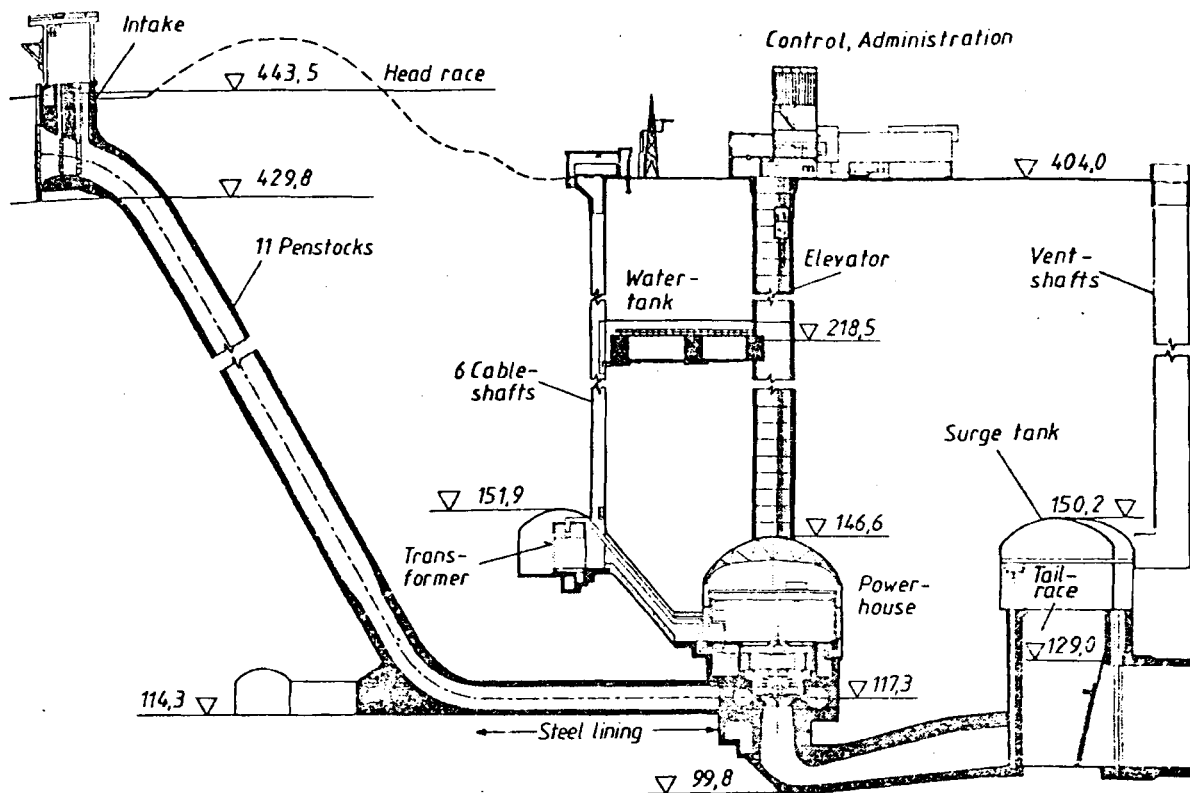 Intake
Control, Administration
443,5
Head race
404,0
429,8
11 Penstocks
Elevator
Vent-
shafts
Water-
tank
218,5
6 Cable-
shafts
Surge tank
151,9
150,2
146,6
Trans-
former
Power-
house
Tail-
race
129,0
114,3
117,3
Steel lining
99,8